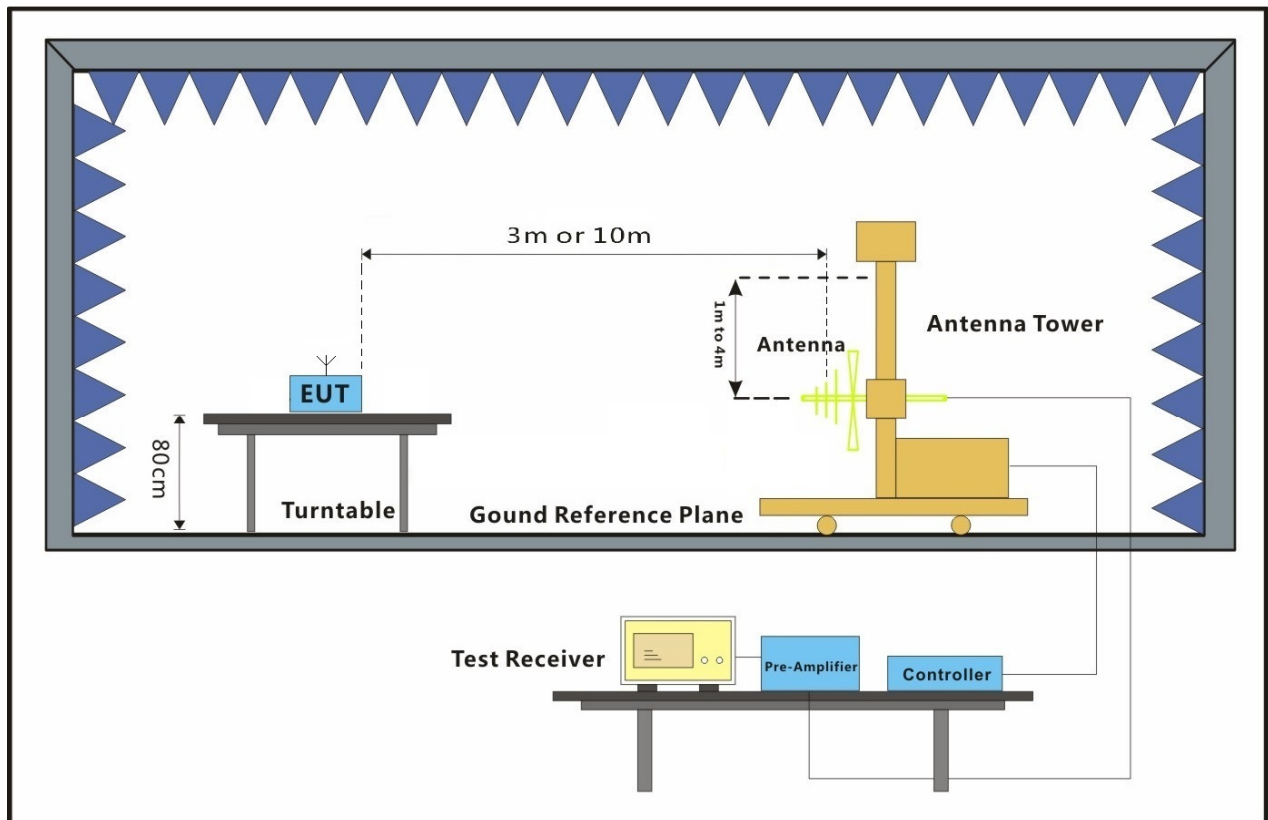 3m or 10m
1m to 4m
Antenna Tower
Antenna
EUT
80cm
Turntable
Gound Reference Plane
Test Receiver
Pre-Amplifier
Controller